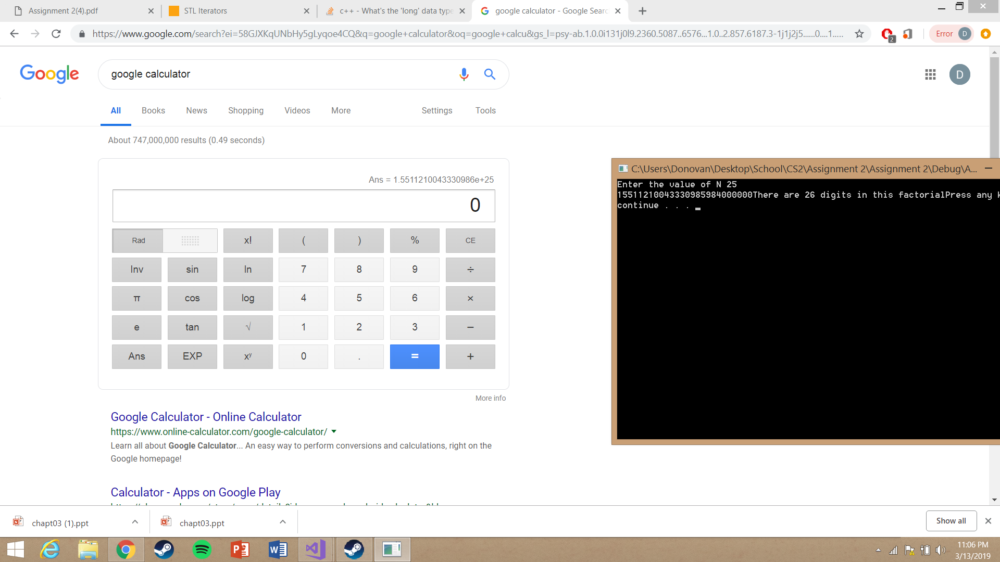 Assignment 2(4).pdf
STL Iterators
c++ - What's the 'long' data type
google calculator - Google Searc
https://www.google.com/search?ei=58GJXKqUNbHy5gLyqoe4CQ&q=google+calculator&oq=google+calcu&gs_l=psy-ab.1.0.0i131j0l9.2360.5087..6576...1.0..2.857.6187.3-1j1j2j5......0....1.....
2
Error D
Google
google calculator
D
All Books News Shopping Videos More Settings Tools
About 747,000,000 results (0.49 seconds)
Ans = 1.5511210043330986e+25
0
Rad x! ( ) % CE
Inv sin ln 7 8 9 ÷
π cos log 4 5 6 ×
e tan √ 1 2 3 −
Ans EXP xʸ 0 . = +
More info
Google Calculator - Online Calculator
https://www.online-calculator.com/google-calculator/
Learn all about Google Calculator... An easy way to perform conversions and calculations, right on the
Google homepage!
Calculator - Apps on Google Play
C:\Users\Donovan\Desktop\School\CS2\Assignment 2\Assignment 2\Debug\A...
Enter the value of N 25
15511210043330985984000000There are 26 digits in this factorialPress any k
continue . . .
chapt03 (1).ppt
chapt03.ppt
Show all
11:06 PM
3/13/2019